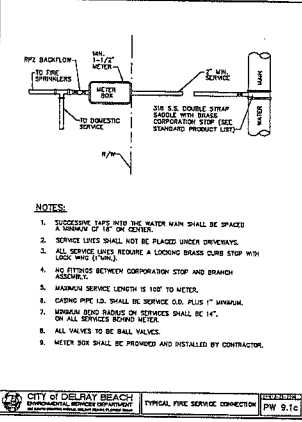 MIN.
1-1/2"
METER
RPZ BACKFLOW
TO FIRE
SPRINKLERS
METER
BOX
2" MIN.
SERVICE
WATER MAIN
316 S.S. DOUBLE STRAP
SADDLE WITH BRASS
CORPORATION STOP (SEE
STANDARD PRODUCT LIST)
TO DOMESTIC
SERVICE
R/W
NOTES:
1. SUCCESSIVE TAPS INTO THE WATER MAIN SHALL BE SPACED
A MINIMUM OF 18" ON CENTER.
2. SERVICE LINES SHALL NOT BE PLACED UNDER DRIVEWAYS.
3. ALL SERVICE LINES REQUIRE A LOCKING BRASS CURB STOP WITH
LOCK WING (1"MIN.).
4. NO FITTINGS BETWEEN CORPORATION STOP AND BRANCH
ASSEMBLY.
5. MAXIMUM SERVICE LENGTH IS 100' TO METER.
6. CASING PIPE I.D. SHALL BE SERVICE O.D. PLUS 1" MINIMUM.
7. MINIMUM BEND RADIUS ON SERVICES SHALL BE 14",
ON ALL SERVICES BEHIND METER.
8. ALL VALVES TO BE BALL VALVES.
9. METER BOX SHALL BE PROVIDED AND INSTALLED BY CONTRACTOR.
CITY of DELRAY BEACH
ENVIRONMENTAL SERVICES DEPARTMENT
TYPICAL FIRE SERVICE CONNECTION
PW 9.1c